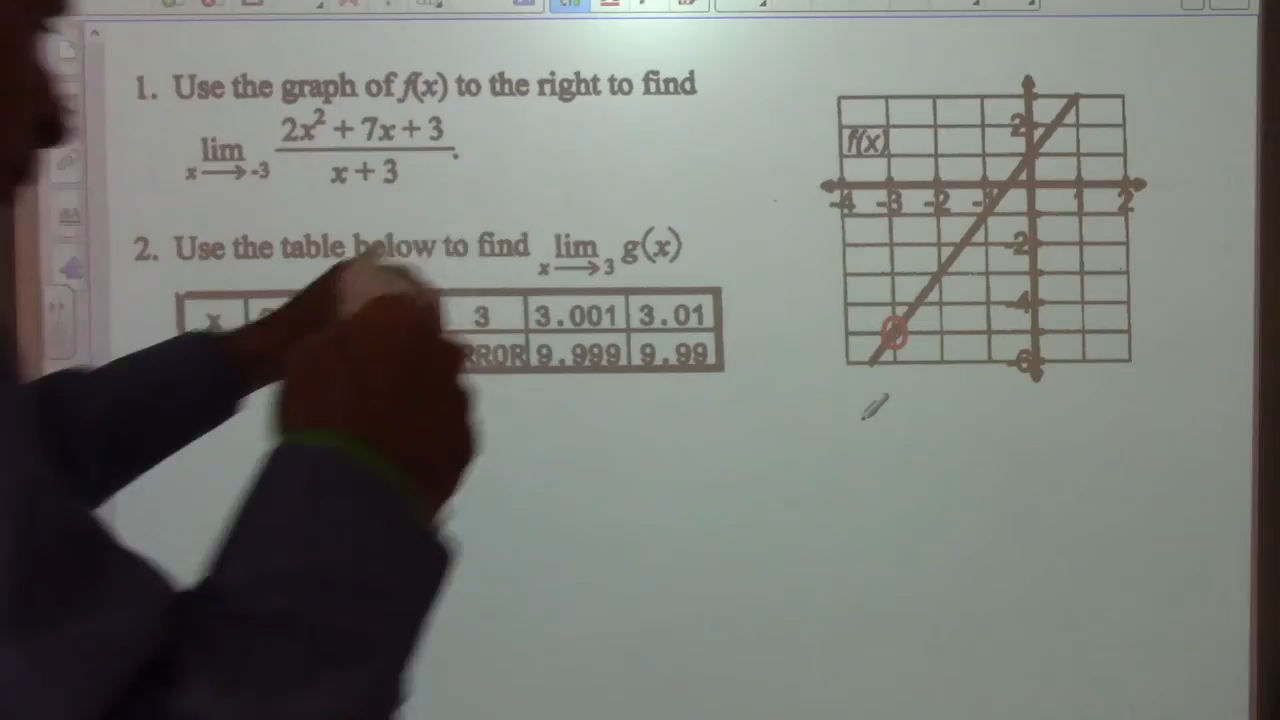 1. Use the graph of f(x) to the right to find
lim x→-3 2x² + 7x + 3 / x + 3 .
2. Use the table below to find lim x→3 g(x)
x 3 3.001 3.01
9.999 9.99
f(x)
2
-4 -3 -2 -1 1 2
-2
-4
-6